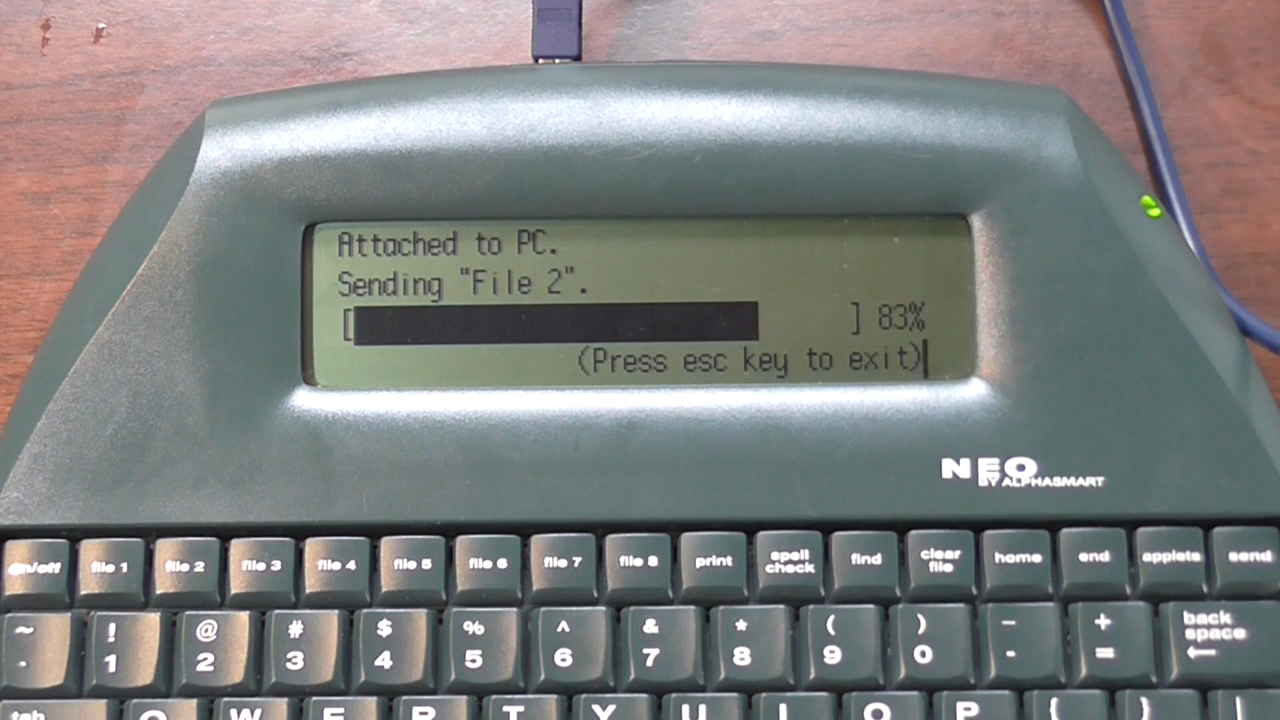 Attached to PC.
Sending "File 2".
[ ] 83%
(Press esc key to exit)
NEO
BY ALPHASMART
on/off file 1 file 2 file 3 file 4 file 5 file 6 file 7 file 8 print spell check find clear file home end applets send
~ ! @ # $ % ^ & * ( ) _ + back space
` 1 2 3 4 5 6 7 8 9 0 - = ←
tab Q W E R T Y U I O P { } |